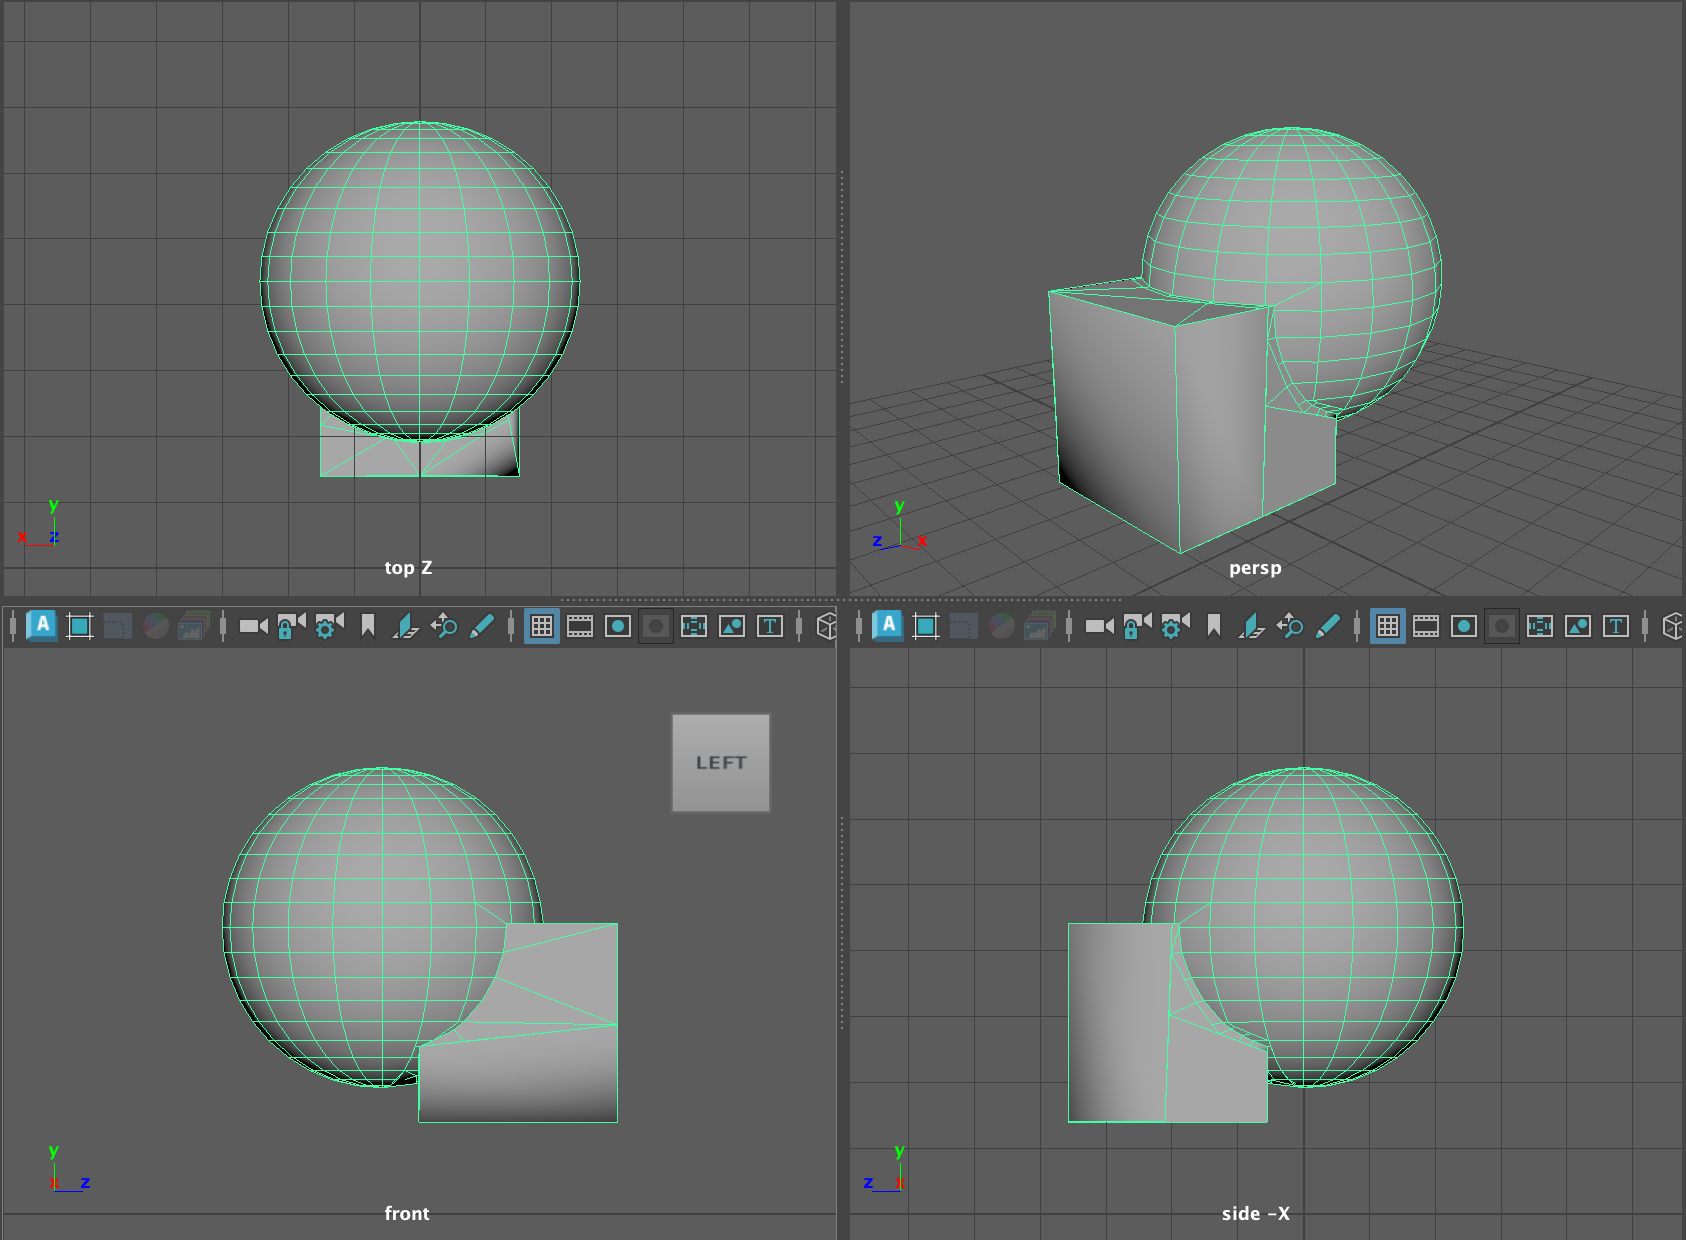 y
x z
top Z
y
z x
persp
A
T
A
T
LEFT
y
x z
front
y
z x
side -X